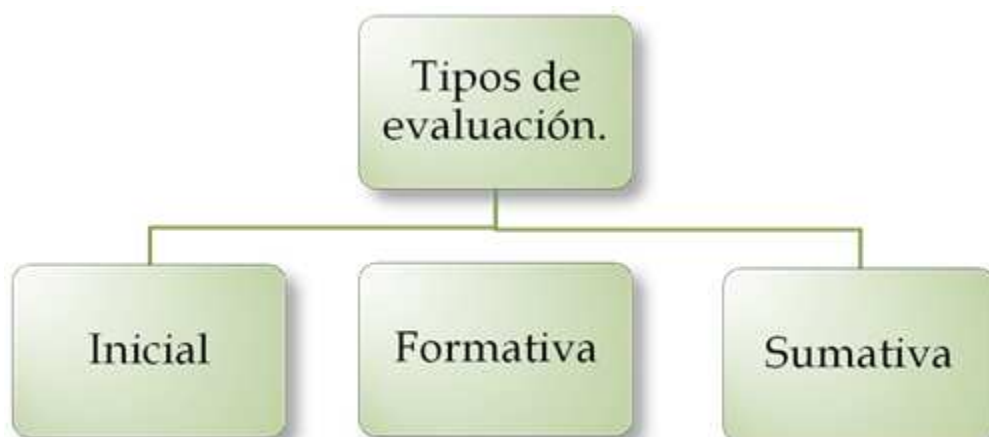 Tipos de
evaluación.
Inicial
Formativa
Sumativa